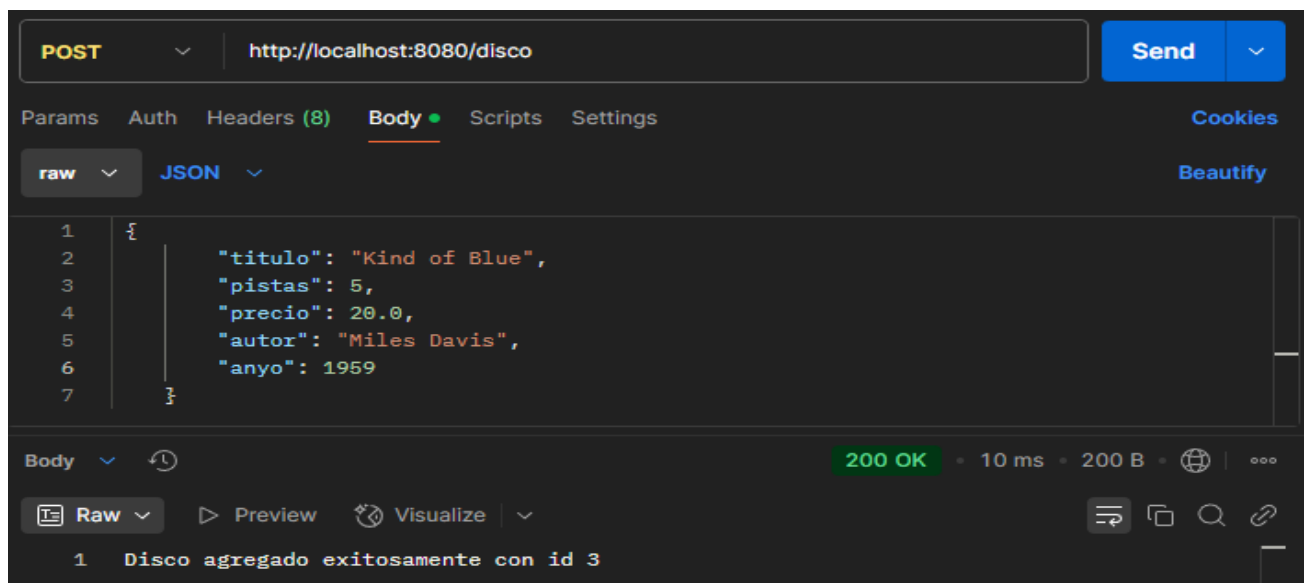 POST http://localhost:8080/disco Send
Params Auth Headers (8) Body Scripts Settings Cookies
raw JSON Beautify
1 {
2 "titulo": "Kind of Blue",
3 "pistas": 5,
4 "precio": 20.0,
5 "autor": "Miles Davis",
6 "anyo": 1959
7 }
Body 200 OK • 10 ms • 200 B
Raw Preview Visualize
1 Disco agregado exitosamente con id 3